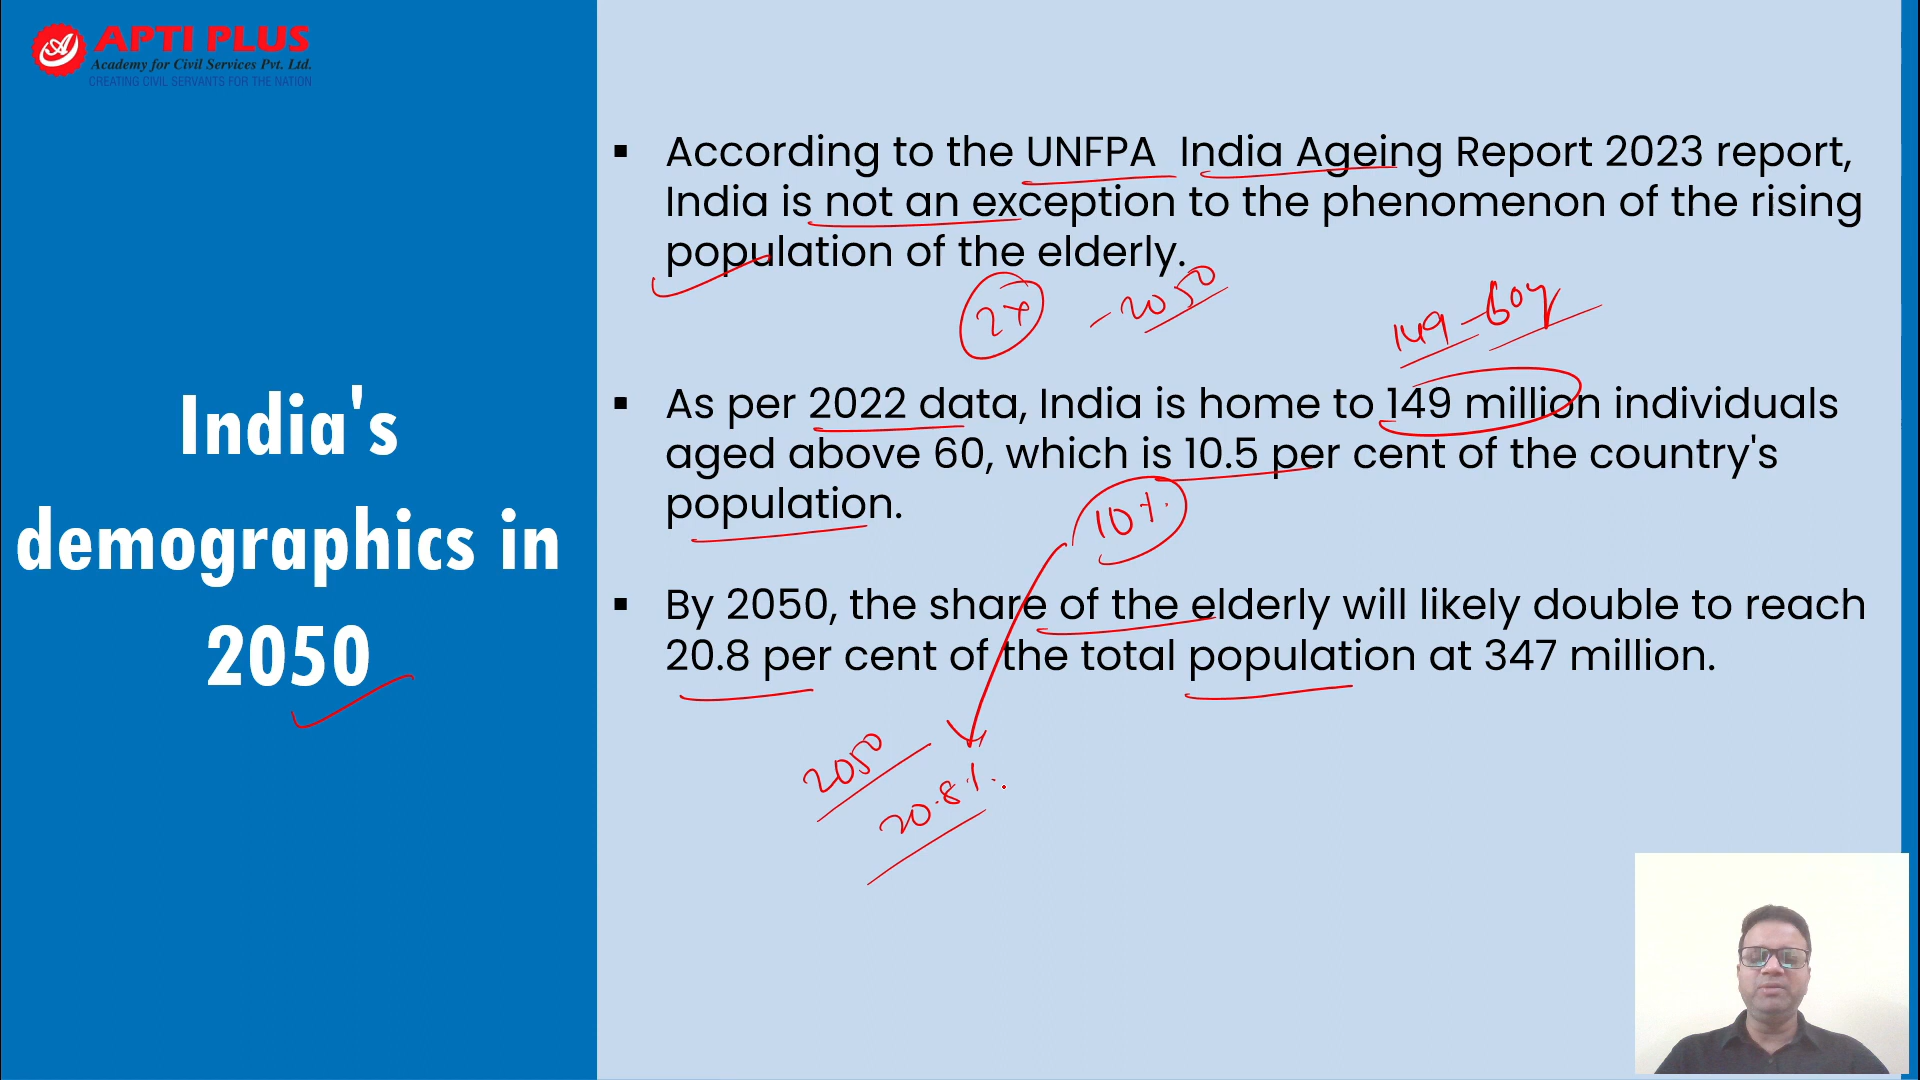 APTI PLUS
Academy for Civil Services Pvt. Ltd.
CREATING CIVIL SERVANTS FOR THE NATION
India's
demographics in
2050
▪ According to the UNFPA  India Ageing Report 2023 report,
India is not an exception to the phenomenon of the rising
population of the elderly.
2x - 2050
149 - 60y
▪ As per 2022 data, India is home to 149 million individuals
aged above 60, which is 10.5 per cent of the country's
population.
10%.
▪ By 2050, the share of the elderly will likely double to reach
20.8 per cent of the total population at 347 million.
2050
20.8%.